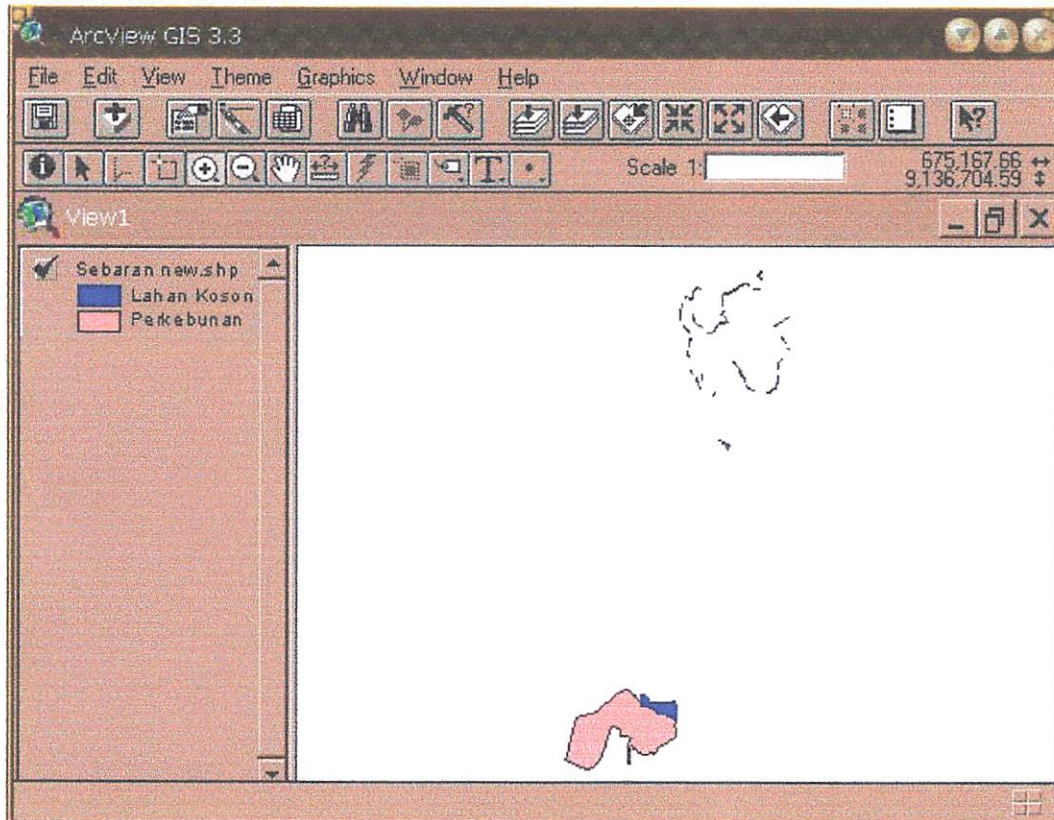 ArcView GIS 3.3
File Edit View Theme Graphics Window Help
Scale 1:
675,167.66
9,136,704.59
View1
Sebaran new.shp
Lahan Koson
Perkebunan